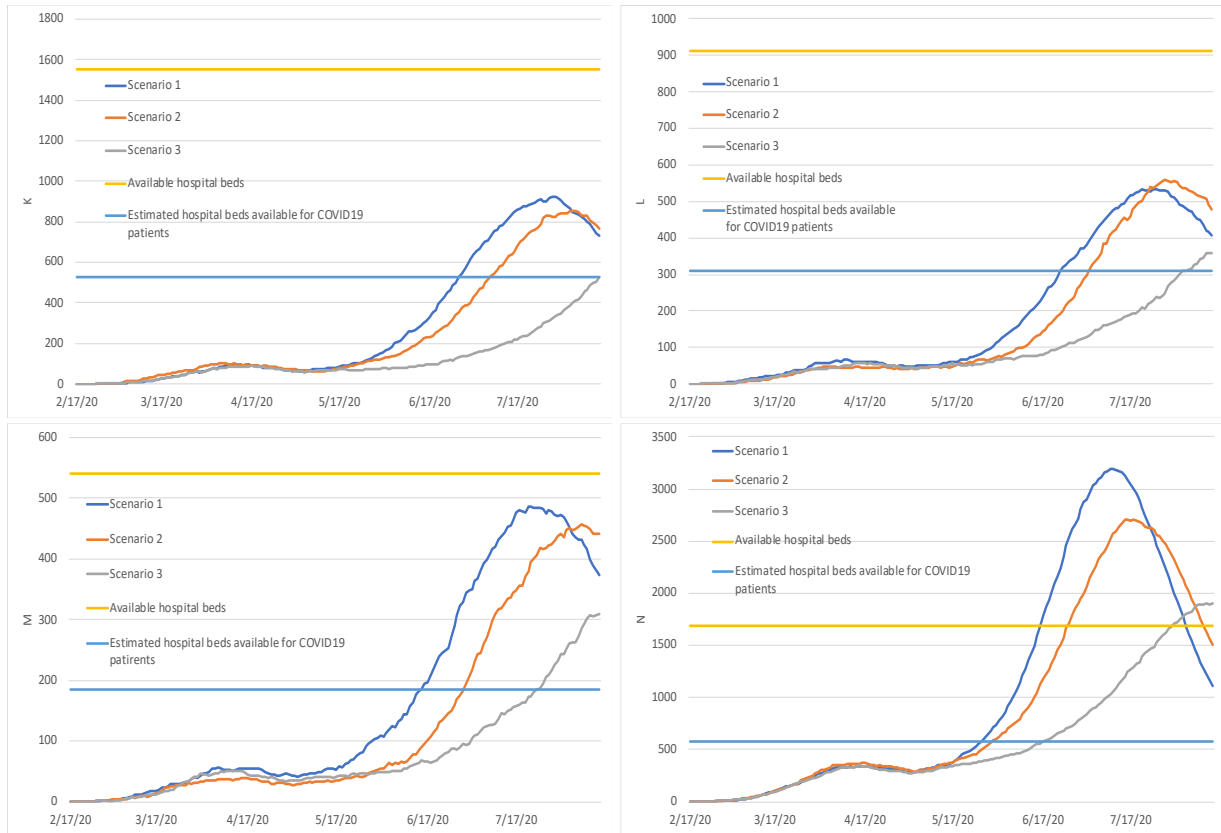 1800
1600
1400
1200
1000
800
600
400
200
0
K
Scenario 1
Scenario 2
Scenario 3
Available hospital beds
Estimated hospital beds available for COVID19
patients
2/17/20 3/17/20 4/17/20 5/17/20 6/17/20 7/17/20
1000
900
800
700
600
500
400
300
200
100
0
L
Scenario 1
Scenario 2
Scenario 3
Available hospital beds
Estimated hospital beds available
for COVID19 patients
2/17/20 3/17/20 4/17/20 5/17/20 6/17/20 7/17/20
600
500
400
300
200
100
0
M
Scenario 1
Scenario 2
Scenario 3
Available hospital beds
Estimated hospital beds available for COVID19
patirents
2/17/20 3/17/20 4/17/20 5/17/20 6/17/20 7/17/20
3500
3000
2500
2000
1500
1000
500
0
N
Scenario 1
Scenario 2
Scenario 3
Available hospital beds
Estimated hospital beds available for COVID19
patients
2/17/20 3/17/20 4/17/20 5/17/20 6/17/20 7/17/20